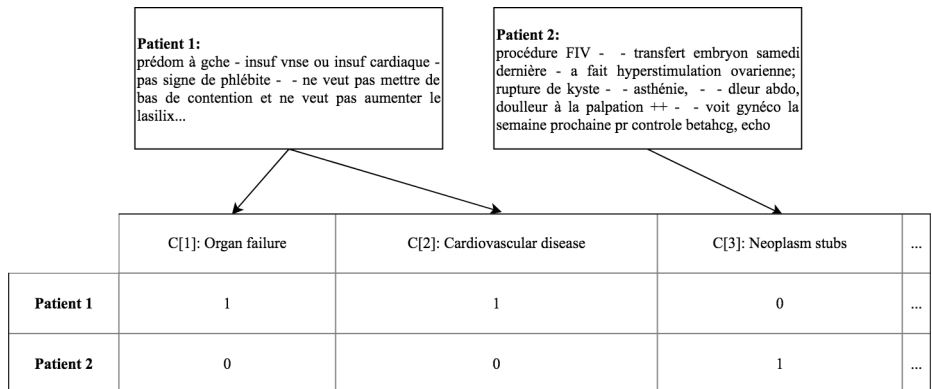 Patient 1:
prédom à gche - insuf vnse ou insuf cardiaque -
pas signe de phlébite - - ne veut pas mettre de
bas de contention et ne veut pas aumenter le
lasilix...
Patient 2:
procédure FIV - - transfert embryon samedi
dernière - a fait hyperstimulation ovarienne;
rupture de kyste - - asthénie, - - dleur abdo,
doulleur à la palpation ++ - - voit gynéco la
semaine prochaine pr controle betahcg, echo
C[1]: Organ failure C[2]: Cardiovascular disease C[3]: Neoplasm stubs ...
Patient 1 1 1 0 ...
Patient 2 0 0 1 ...